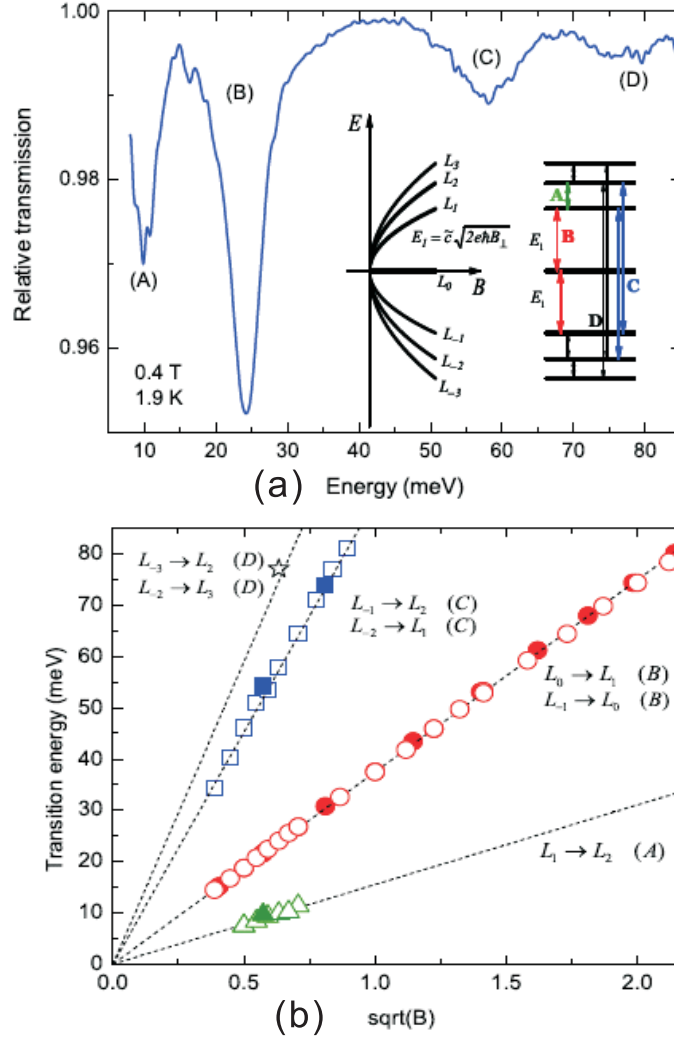 1.00
0.98
0.96
Relative transmission
(A)
(B)
(C)
(D)
0.4 T
1.9 K
E
L₃
L₂
L₁
E₁ = c̃√2eħB⊥
L₀
B
L₋₁
L₋₂
L₋₃
A
B
E₁
E₁
D
C
10 20 30 40 50 60 70 80
(a) Energy (meV)
80
70
60
50
40
30
20
10
0
Transition energy (meV)
L₋₃ → L₂ (D)
L₋₂ → L₃ (D)
L₋₁ → L₂ (C)
L₋₂ → L₁ (C)
L₀ → L₁ (B)
L₋₁ → L₀ (B)
L₁ → L₂ (A)
0.0 0.5 1.0 1.5 2.0
(b) sqrt(B)